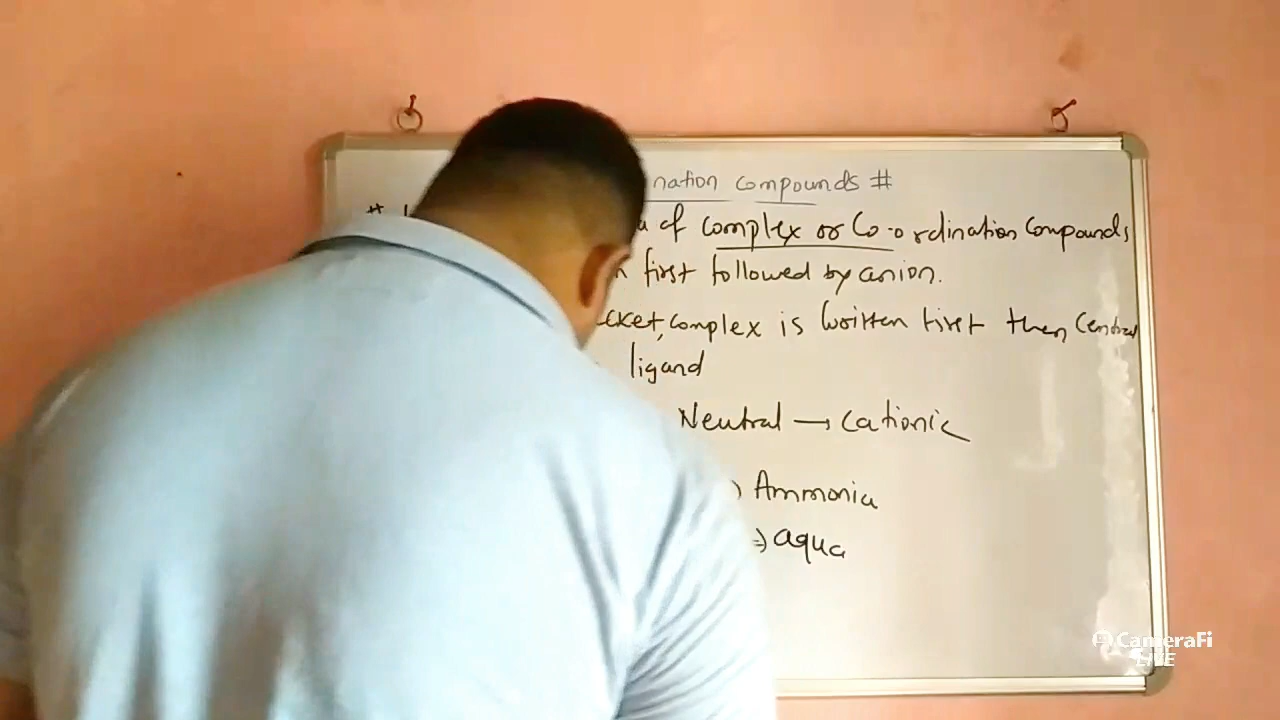 nation compounds #
# of complex or Co-ordination Compounds
first followed by anion.
cket, complex is written first then Central
ligand
Neutral → Cationic
) Ammonia
⇒ aqua
CameraFi
LIVE